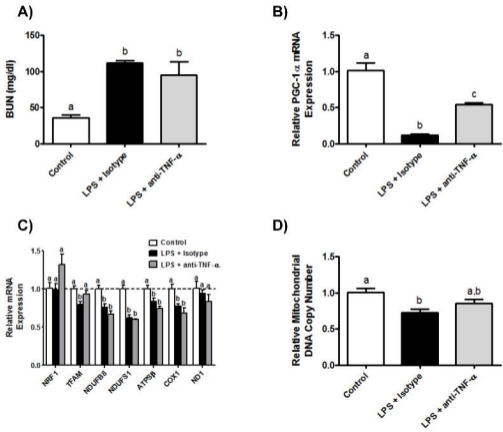 A)
BUN (mg/dl)
150
100
50
0
a
b
b
Control
LPS + Isotype
LPS + anti-TNF-α
B)
Relative PGC-1α mRNA
Expression
1.5
1.0
0.5
0.0
a
b
c
Control
LPS + Isotype
LPS + anti-TNF-α
C)
Relative mRNA
Expression
Control
LPS + Isotype
LPS + anti-TNF-α
1.5
1.0
0.5
0.0
a a a
a b a
a b b
a b b
a b b
a b b
a a a
NRF1
TFAM
NDUFB8
NDUFS1
ATP5β
COX1
ND1
D)
Relative Mitochondrial
DNA Copy Number
1.5
1.0
0.5
0.0
a
b
a,b
Control
LPS + Isotype
LPS + anti-TNF-α